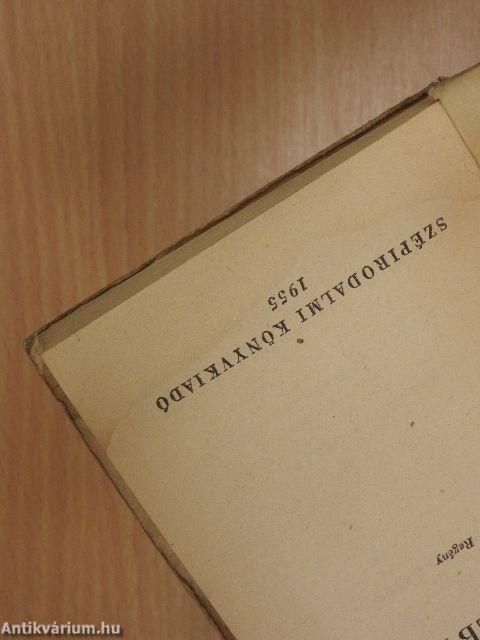 Regény
SZÉPIRODALMI KÖNYVKIADÓ
1955
Antikvárium.hu